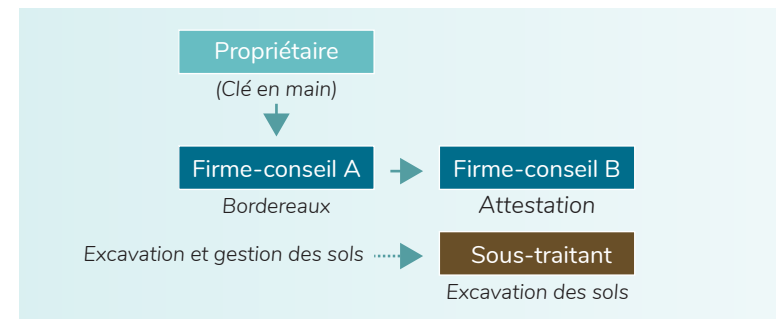 Propriétaire
(Clé en main)
Firme-conseil A
Firme-conseil B
Bordereaux
Attestation
Excavation et gestion des sols
Sous-traitant
Excavation des sols